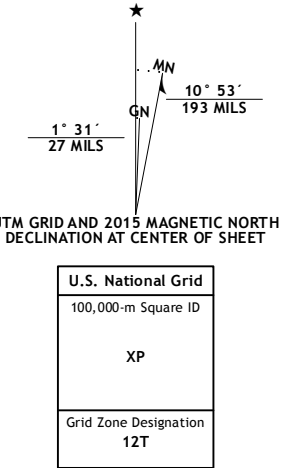 ★
MN
10° 53´
193 MILS
GN
1° 31´
27 MILS
UTM GRID AND 2015 MAGNETIC NORTH
DECLINATION AT CENTER OF SHEET
U.S. National Grid
100,000-m Square ID
XP
Grid Zone Designation
12T